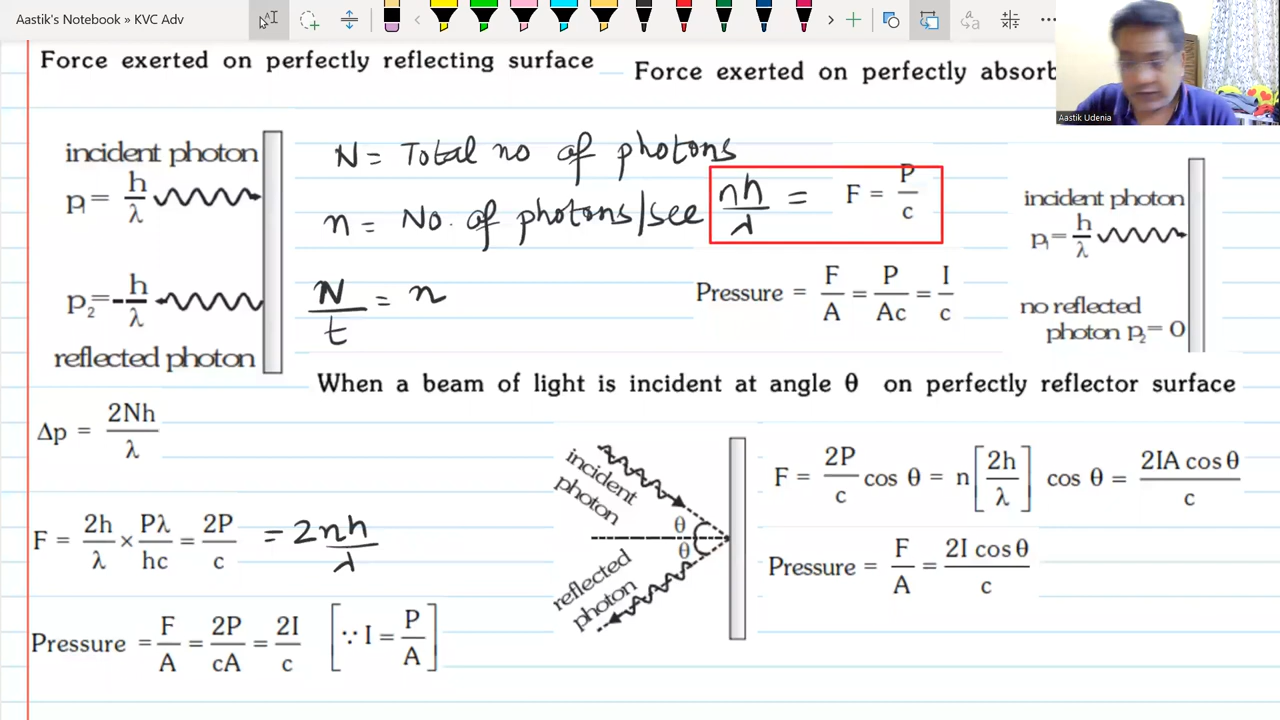 Aastik's Notebook » KVC Adv
Aastik Udenia
Force exerted on perfectly reflecting surface
Force exerted on perfectly absorb
incident photon
p₁ = h/λ
p₂ = -h/λ
reflected photon
N = Total no of photons
n = No. of photons/sec
N/t = n
nh/λ = F = P/c
Pressure = F/A = P/Ac = I/c
incident photon
p₁ = h/λ
no reflected
photon p₂ = 0
When a beam of light is incident at angle θ on perfectly reflector surface
Δp = 2Nh/λ
F = 2h/λ × Pλ/hc = 2P/c = 2nh/λ
Pressure = F/A = 2P/cA = 2I/c [∵ I = P/A]
incident
photon
θ
θ
reflected
photon
F = 2P/c cos θ = n[2h/λ] cos θ = 2IA cos θ/c
Pressure = F/A = 2I cos θ/c